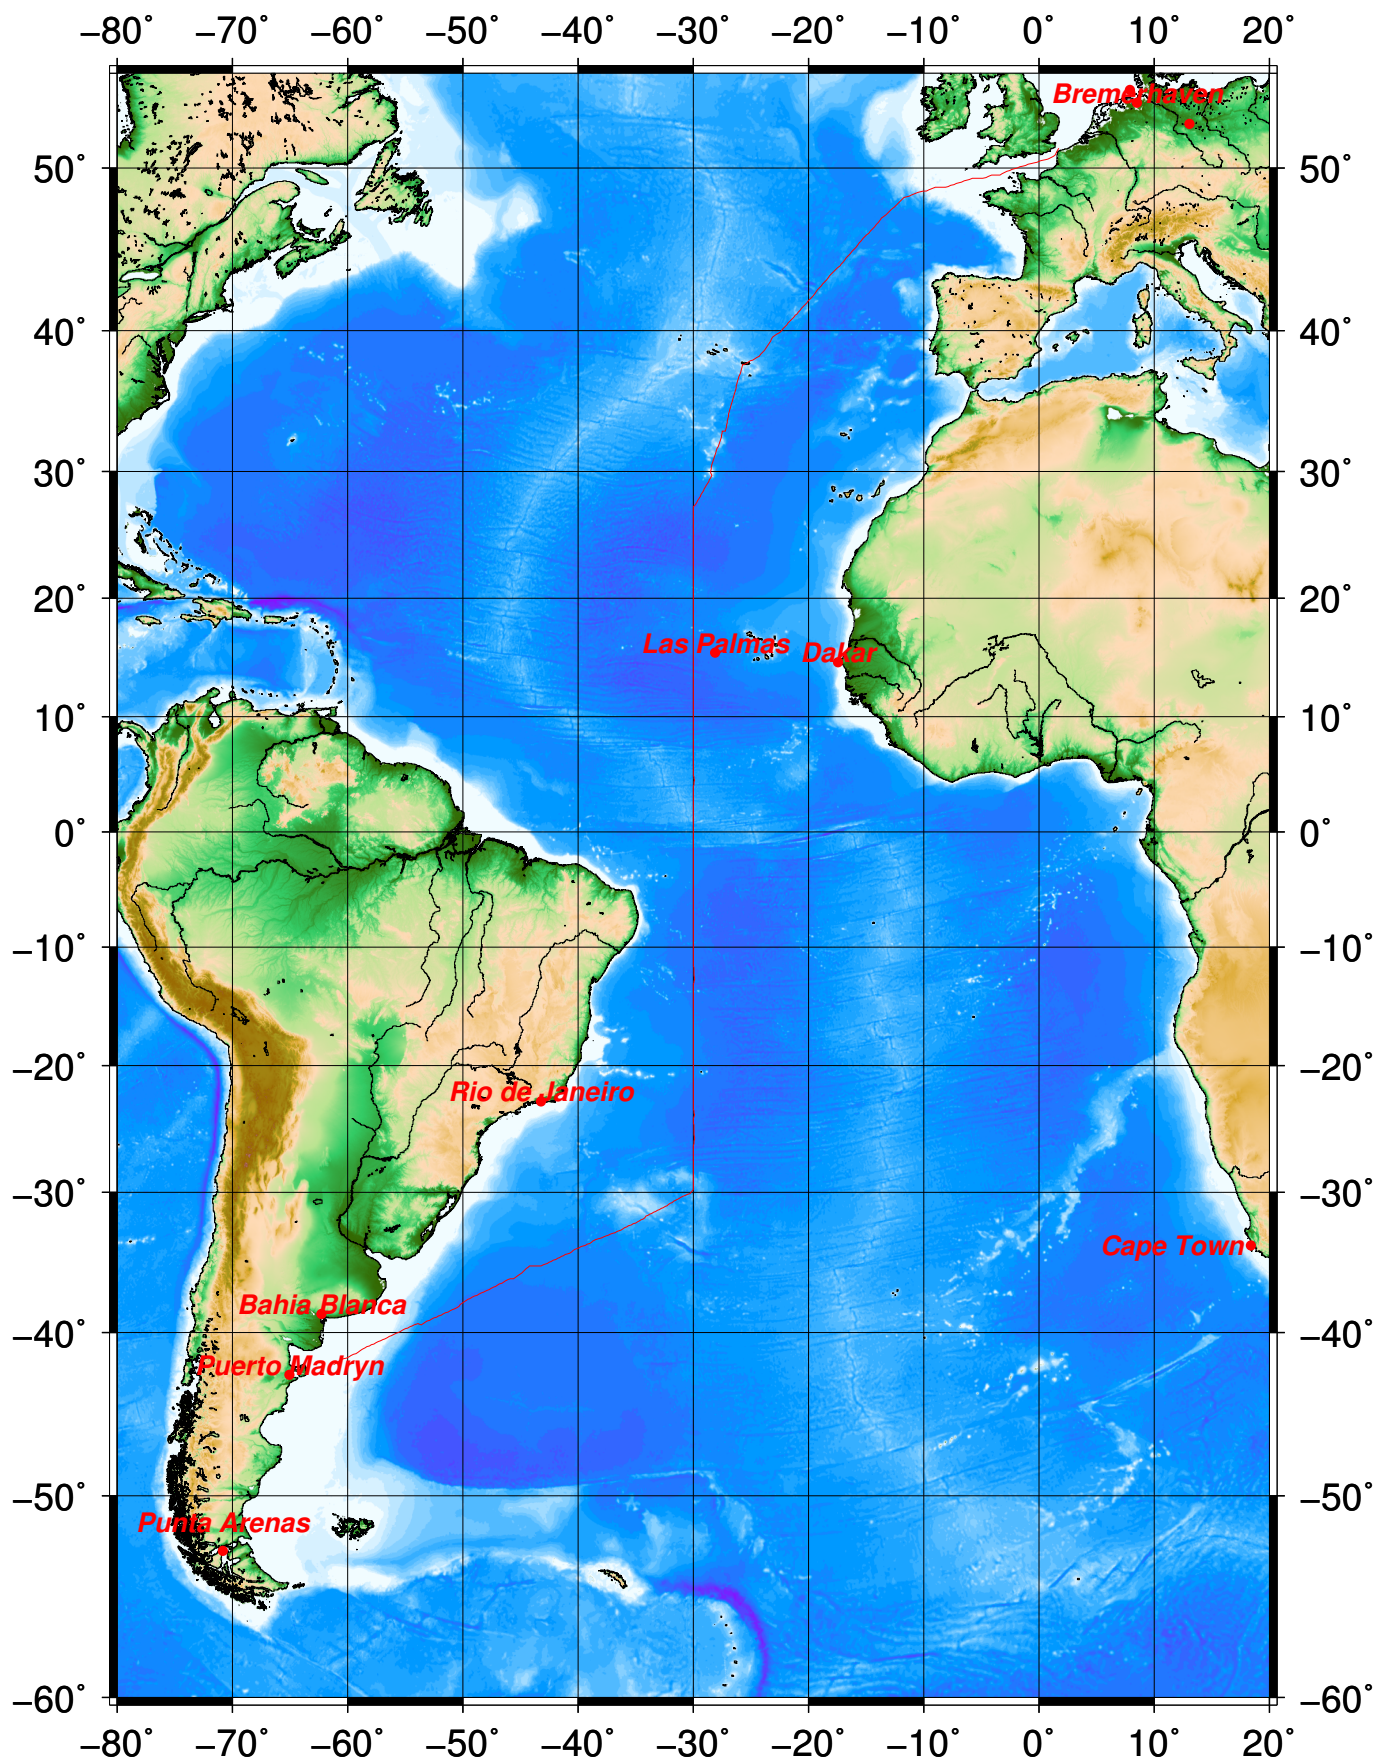 −80° −70° −60° −50° −40° −30° −20° −10° 0° 10° 20°
Bremerhaven
50° 50°
40° 40°
30° 30°
20° 20°
Las Palmas Dakar
10° 10°
0° 0°
−10° −10°
−20° −20°
Rio de Janeiro
−30° −30°
Cape Town
Bahia Blanca
−40° −40°
Puerto Madryn
−50° −50°
Punta Arenas
−60° −60°
−80° −70° −60° −50° −40° −30° −20° −10° 0° 10° 20°